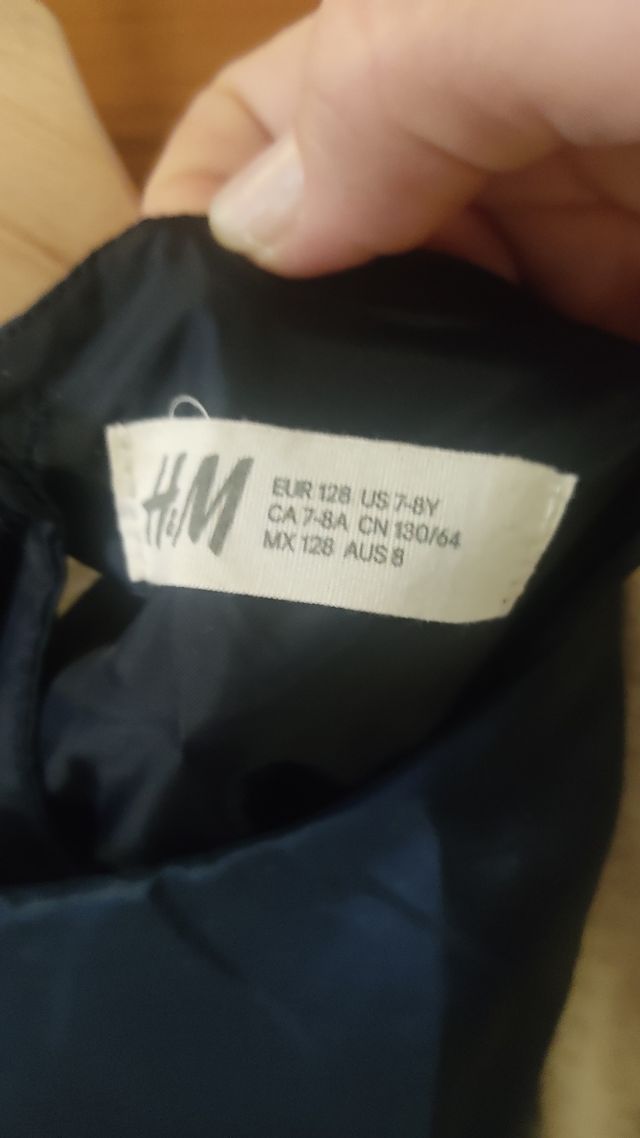 H&M
EUR 128 US 7-8Y
CA 7-8A CN 130/64
MX 128 AUS 8